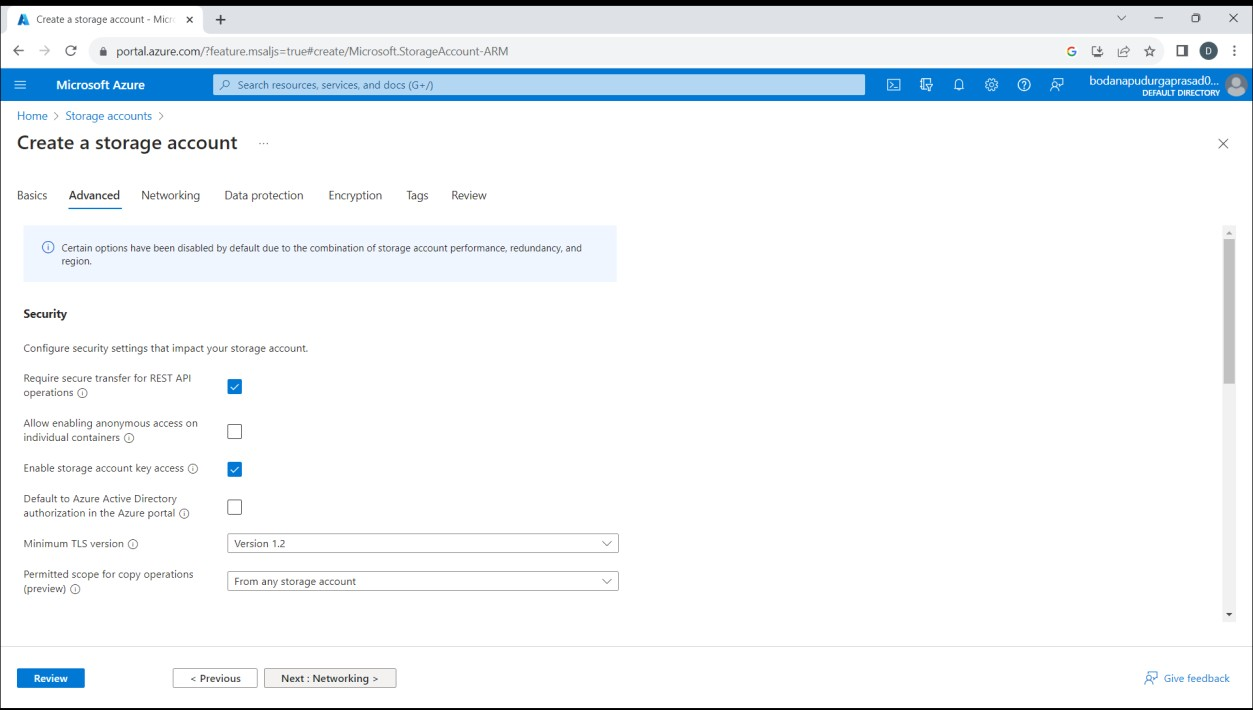 Create a storage account - Micr
portal.azure.com/?feature.msaljs=true#create/Microsoft.StorageAccount-ARM
G
D
Microsoft Azure
Search resources, services, and docs (G+/)
bodanapudurgaprasad0...
DEFAULT DIRECTORY
Home > Storage accounts >
Create a storage account ...
Basics Advanced Networking Data protection Encryption Tags Review
Certain options have been disabled by default due to the combination of storage account performance, redundancy, and
region.
Security
Configure security settings that impact your storage account.
Require secure transfer for REST API
operations
Allow enabling anonymous access on
individual containers
Enable storage account key access
Default to Azure Active Directory
authorization in the Azure portal
Minimum TLS version
Version 1.2
Permitted scope for copy operations
(preview)
From any storage account
Review
< Previous
Next : Networking >
Give feedback